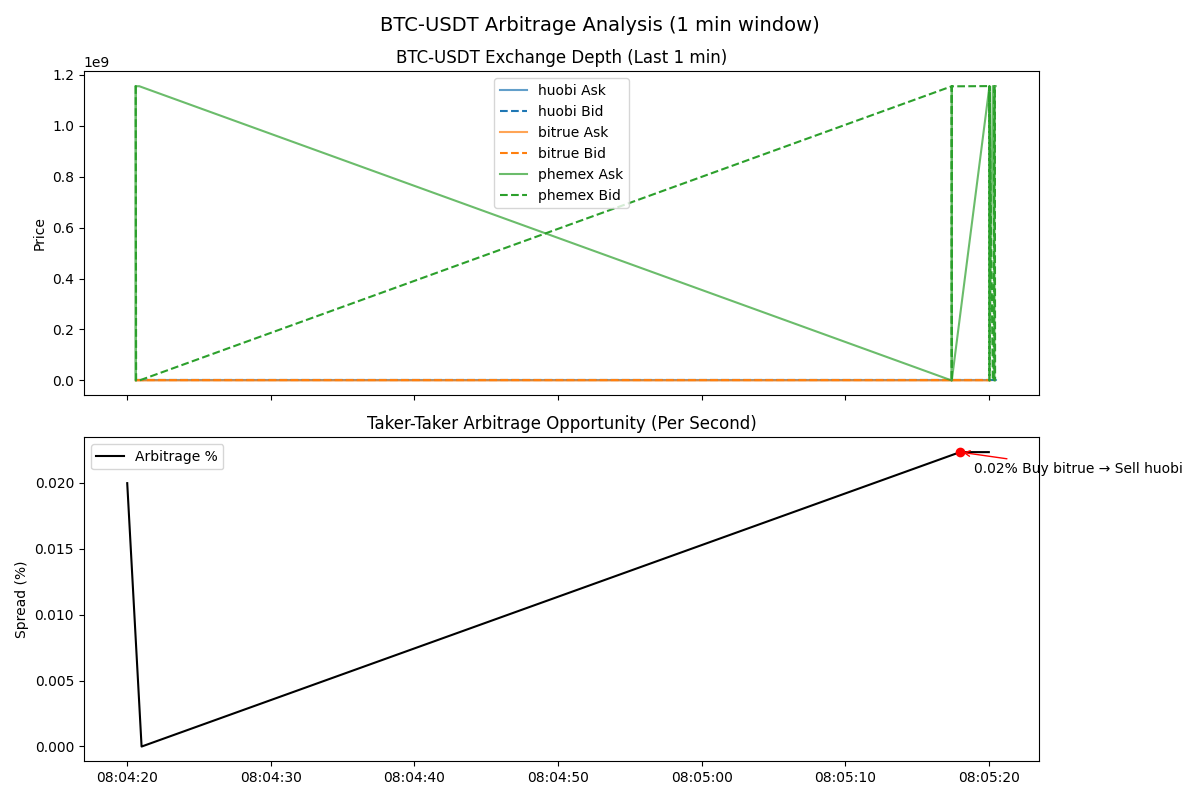 BTC-USDT Arbitrage Analysis (1 min window)
BTC-USDT Exchange Depth (Last 1 min)
1e9
1.2
1.0
0.8
0.6
0.4
0.2
0.0
Price
huobi Ask
huobi Bid
bitrue Ask
bitrue Bid
phemex Ask
phemex Bid
Taker-Taker Arbitrage Opportunity (Per Second)
Arbitrage %
0.02% Buy bitrue → Sell huobi
0.020
0.015
0.010
0.005
0.000
Spread (%)
08:04:20
08:04:30
08:04:40
08:04:50
08:05:00
08:05:10
08:05:20